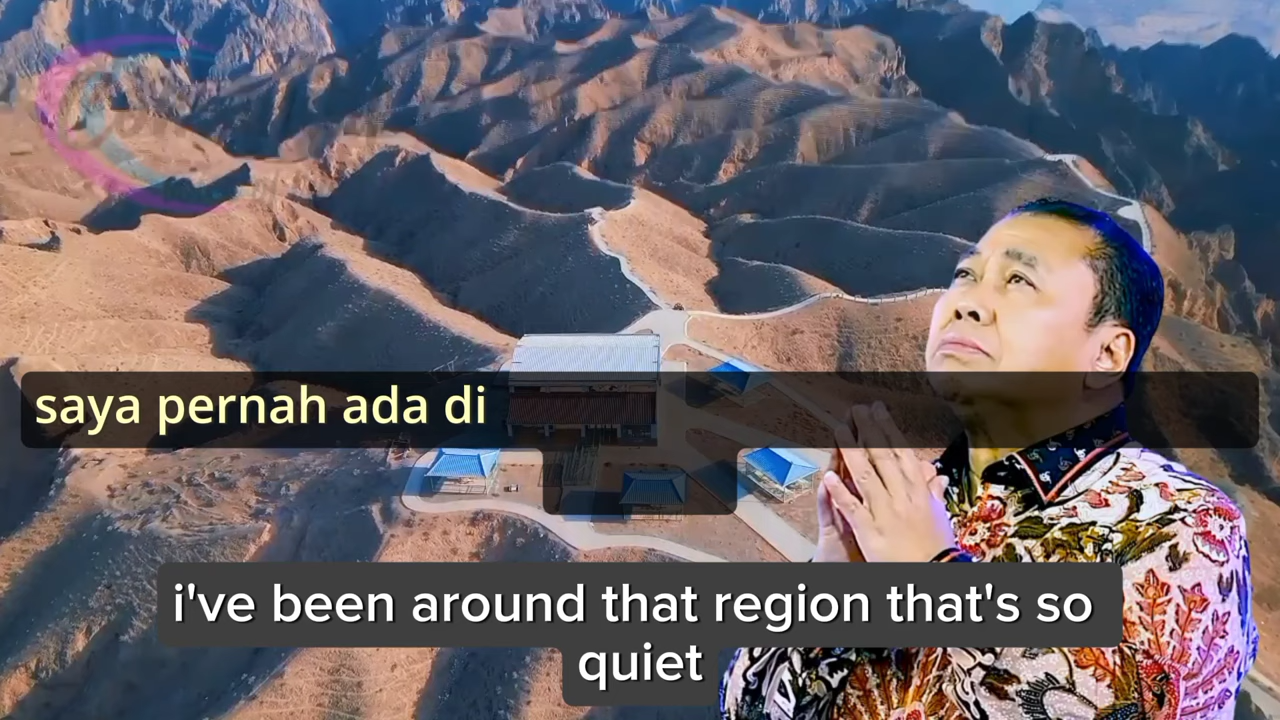 saya pernah ada di
i've been around that region that's so
quiet